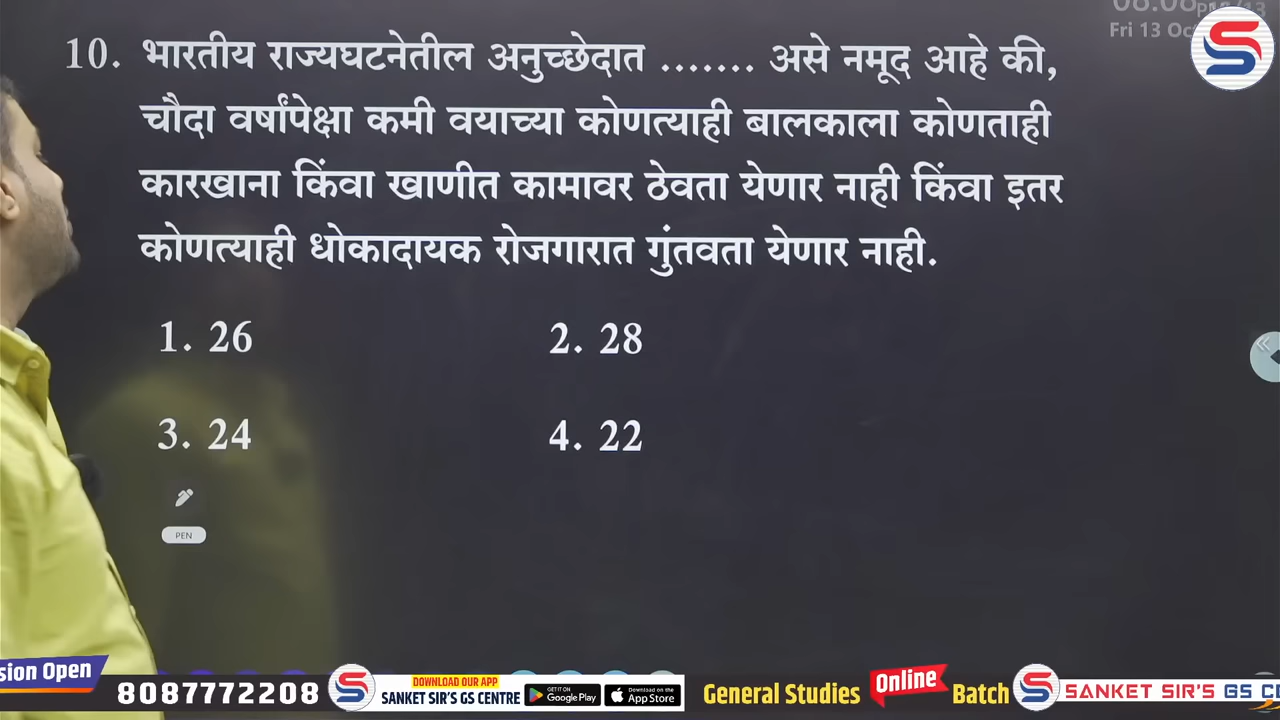 Fri 13 Oc
10. भारतीय राज्यघटनेतील अनुच्छेदात ....... असे नमूद आहे की,
चौदा वर्षांपेक्षा कमी वयाच्या कोणत्याही बालकाला कोणताही
कारखाना किंवा खाणीत कामावर ठेवता येणार नाही किंवा इतर
कोणत्याही धोकादायक रोजगारात गुंतवता येणार नाही.
1. 26 2. 28
3. 24 4. 22
PEN
sion Open 8087772208 DOWNLOAD OUR APP SANKET SIR'S GS CENTRE GET IT ON Google Play Download on the App Store General Studies Online Batch SANKET SIR'S GS CE